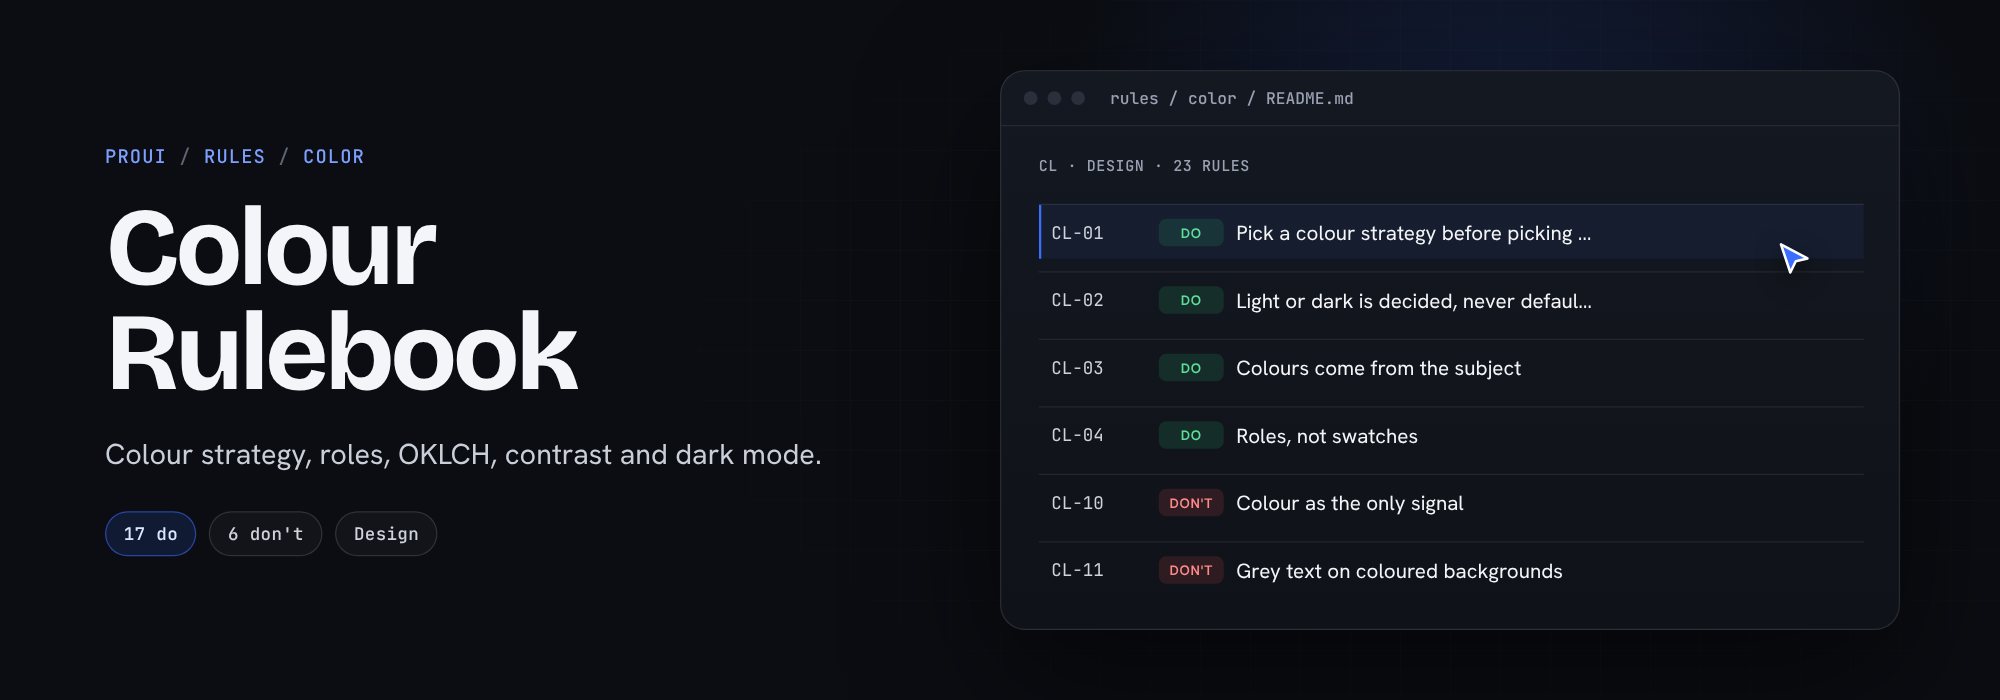 PROUI / RULES / COLOR
Colour
Rulebook
Colour strategy, roles, OKLCH, contrast and dark mode.
17 do
6 don't
Design
rules / color / README.md
CL · DESIGN · 23 RULES
CL-01 DO Pick a colour strategy before picking ...
CL-02 DO Light or dark is decided, never defaul...
CL-03 DO Colours come from the subject
CL-04 DO Roles, not swatches
CL-10 DON'T Colour as the only signal
CL-11 DON'T Grey text on coloured backgrounds